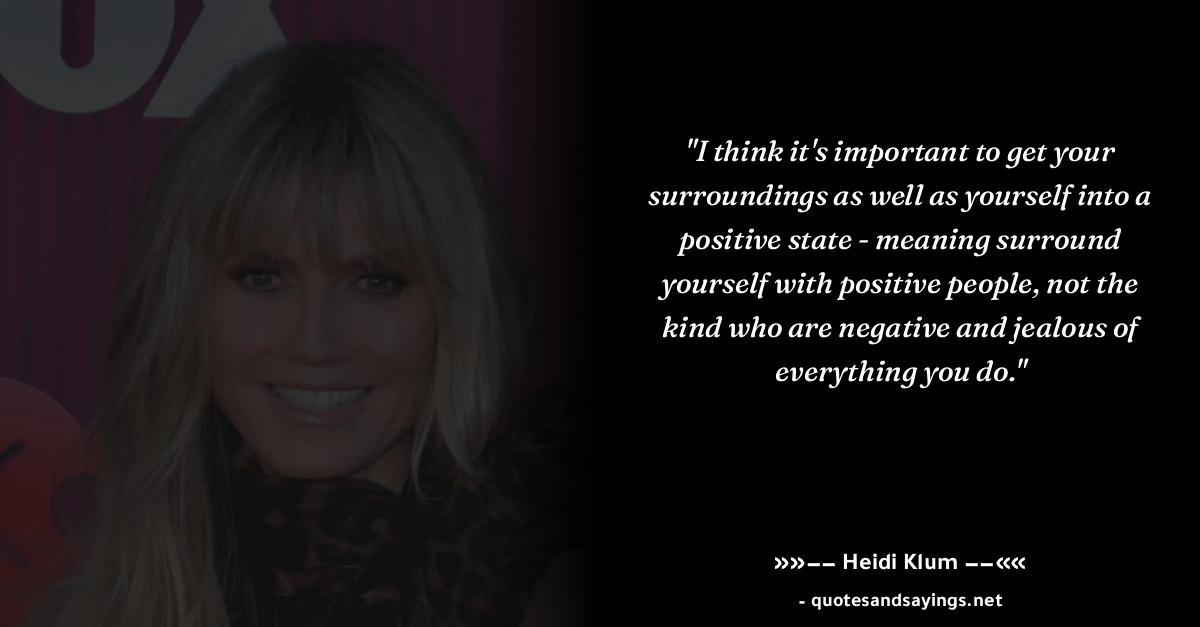 UX
"I think it's important to get your
surroundings as well as yourself into a
positive state - meaning surround
yourself with positive people, not the
kind who are negative and jealous of
everything you do."
»»–– Heidi Klum ––««
- quotesandsayings.net